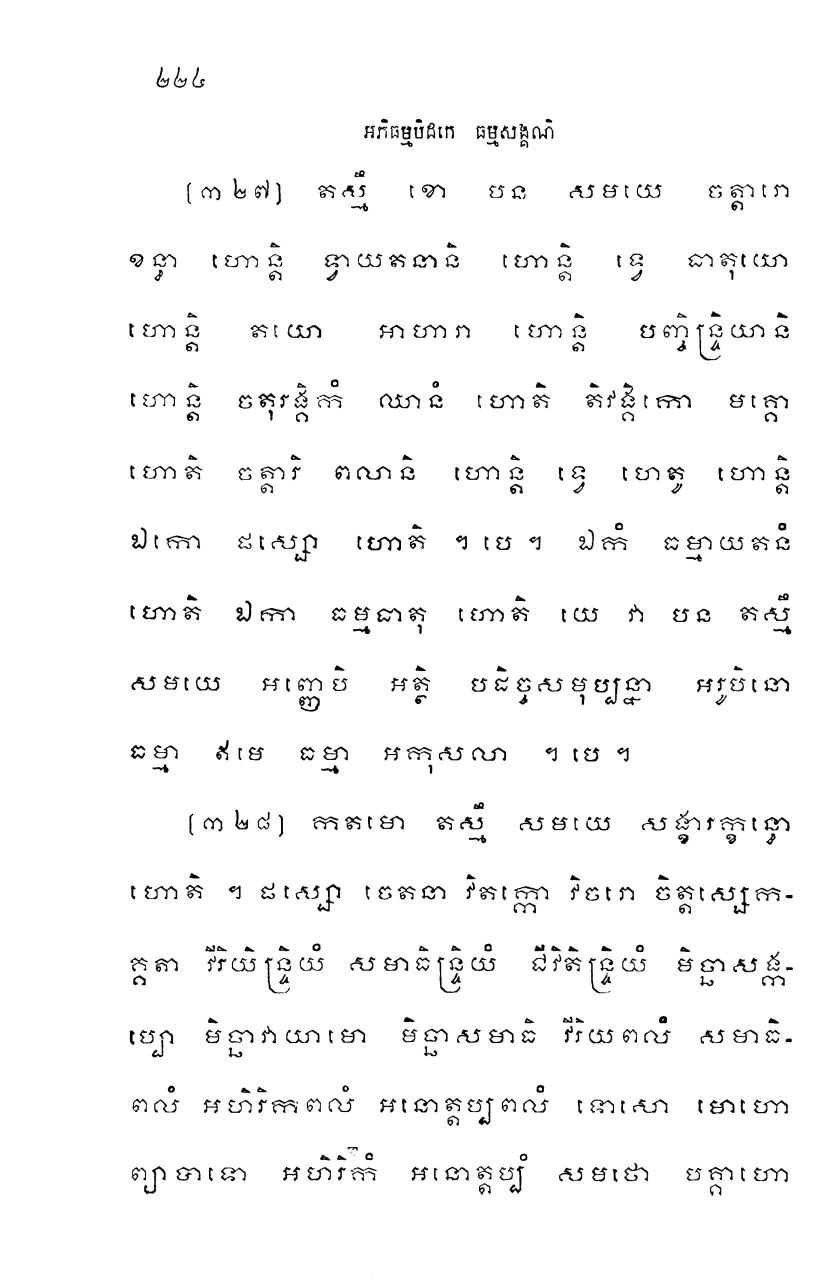 ២២៤
អភិធម្មបិដកេ ធម្មសង្គណិ
(៣២៧) តស្មឹ ខោ បន សមយេ ចត្តារោ
ខន្ធា ហោន្តិ ទ្វាយតនានិ ហោន្តិ ទ្វេ ធាតុយោ
ហោន្តិ តយោ អាហារា ហោន្តិ បញ្ចិន្ទ្រិយានិ
ហោន្តិ ចតុរង្គិកំ ឈានំ ហោតិ តិវង្គិកោ មគ្គោ
ហោតិ ចត្តារិ ពលានិ ហោន្តិ ទ្វេ ហេតូ ហោន្តិ
ឯកោ ផស្សោ ហោតិ ។ បេ ។ ឯកំ ធម្មាយតនំ
ហោតិ ឯកា ធម្មធាតុ ហោតិ យេ វា បន តស្មឹ
សមយេ អញ្ញេបិ អត្ថិ បដិច្ចសមុប្បន្នា អរូបិនោ
ធម្មា ឥមេ ធម្មា អកុសលា ។ បេ ។
(៣២៨) កតមោ តស្មឹ សមយេ សង្ខារក្ខន្ធោ
ហោតិ ។ ផស្សោ ចេតនា វិតក្កោ វិចារោ ចិត្តស្សេក-
គ្គតា វីរិយិន្ទ្រិយំ សមាធិន្ទ្រិយំ ជីវិតិន្ទ្រិយំ មិច្ឆាសង្ក-
ប្បោ មិច្ឆាវាយាមោ មិច្ឆាសមាធិ វីរិយពលំ សមាធិ-
ពលំ អហិរិកពលំ អនោត្តប្បពលំ ទោសោ មោហោ
ព្យាបាទោ អហិរិកំ អនោត្តប្បំ សមថោ បគ្គាហោ